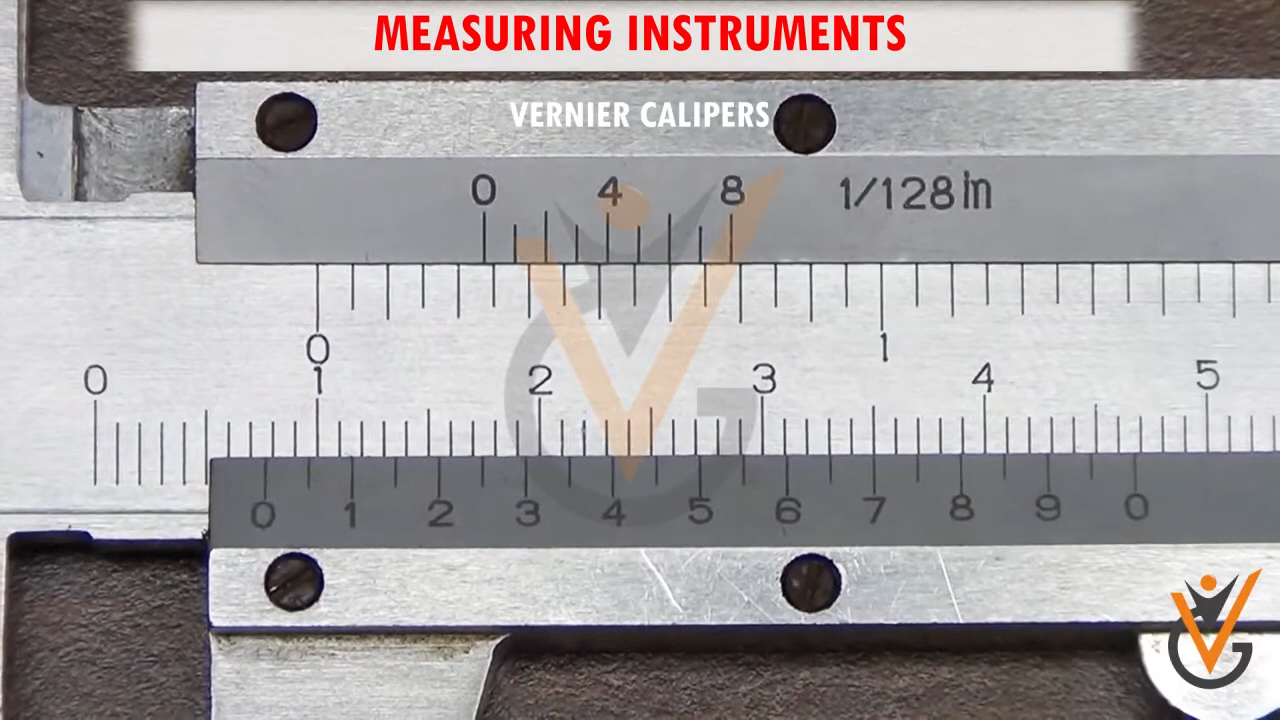 MEASURING INSTRUMENTS
VERNIER CALIPERS
0 4 8 1/128 in
0 1
0 1 2 3 4 5
0 1 2 3 4 5 6 7 8 9 0
VG